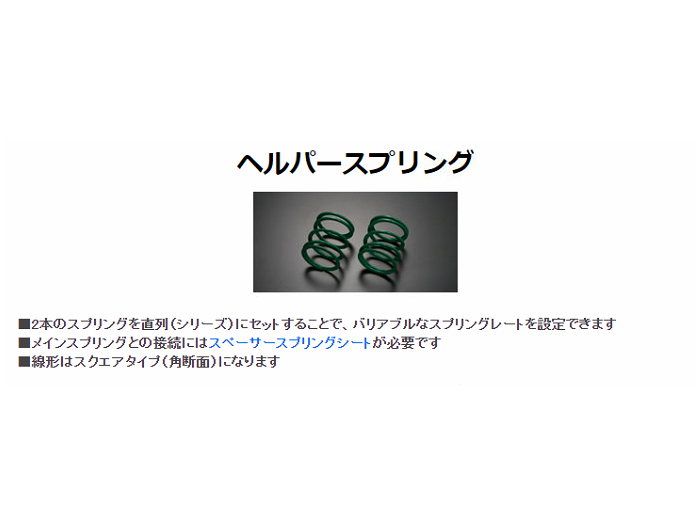 ヘルパースプリング
■2本のスプリングを直列(シリーズ)にセットすることで、バリアブルなスプリングレートを設定できます
■メインスプリングとの接続にはスペーサースプリングシートが必要です
■線形はスクエアタイプ(角断面)になります